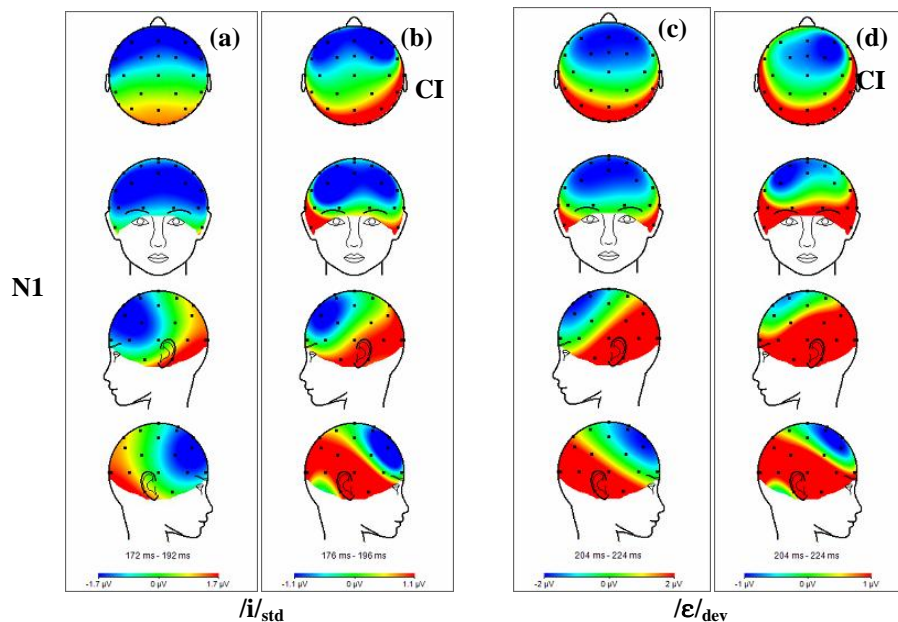 (a) (b) (c) (d)
CI CI
N1
172 ms - 192 ms 176 ms - 196 ms 204 ms - 224 ms 204 ms - 224 ms
-1.7 µV 0 µV 1.7 µV -1.1 µV 0 µV 1.1 µV -2 µV 0 µV 2 µV -1 µV 0 µV 1 µV
/i/std /ε/dev